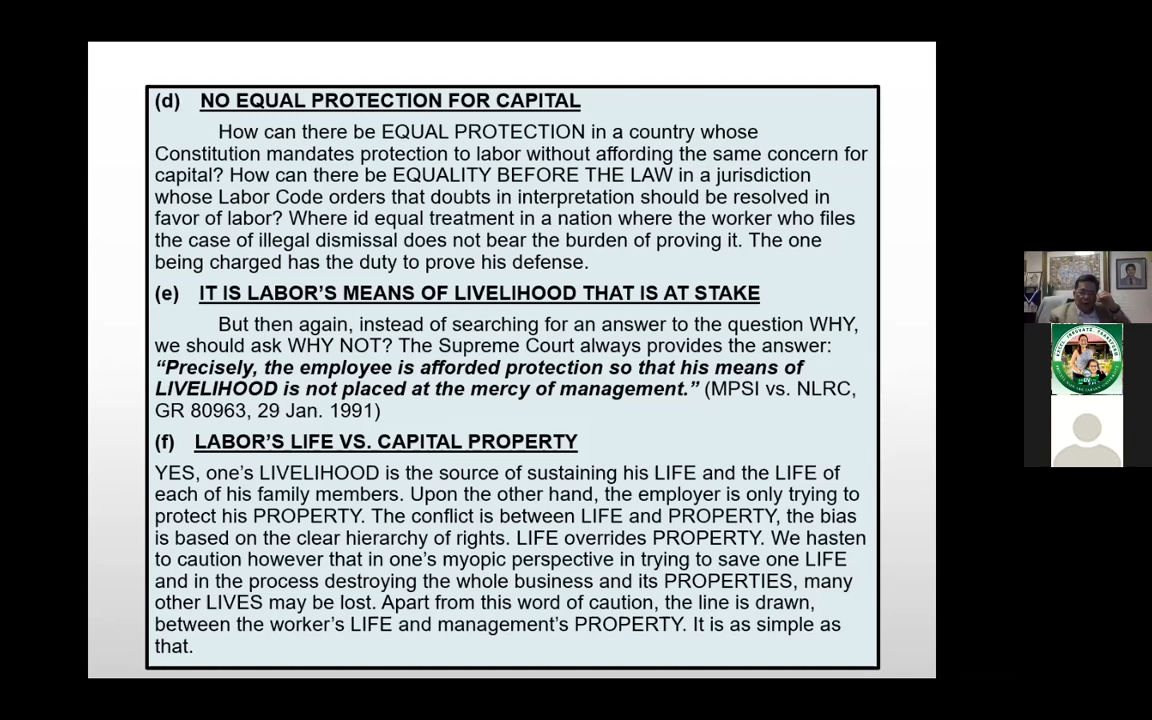 (d) NO EQUAL PROTECTION FOR CAPITAL
How can there be EQUAL PROTECTION in a country whose
Constitution mandates protection to labor without affording the same concern for
capital? How can there be EQUALITY BEFORE THE LAW in a jurisdiction
whose Labor Code orders that doubts in interpretation should be resolved in
favor of labor? Where id equal treatment in a nation where the worker who files
the case of illegal dismissal does not bear the burden of proving it. The one
being charged has the duty to prove his defense.
(e) IT IS LABOR’S MEANS OF LIVELIHOOD THAT IS AT STAKE
But then again, instead of searching for an answer to the question WHY,
we should ask WHY NOT? The Supreme Court always provides the answer:
“Precisely, the employee is afforded protection so that his means of
LIVELIHOOD is not placed at the mercy of management.” (MPSI vs. NLRC,
GR 80963, 29 Jan. 1991)
(f) LABOR’S LIFE VS. CAPITAL PROPERTY
YES, one’s LIVELIHOOD is the source of sustaining his LIFE and the LIFE of
each of his family members. Upon the other hand, the employer is only trying to
protect his PROPERTY. The conflict is between LIFE and PROPERTY, the bias
is based on the clear hierarchy of rights. LIFE overrides PROPERTY. We hasten
to caution however that in one’s myopic perspective in trying to save one LIFE
and in the process destroying the whole business and its PROPERTIES, many
other LIVES may be lost. Apart from this word of caution, the line is drawn,
between the worker’s LIFE and management’s PROPERTY. It is as simple as
that.